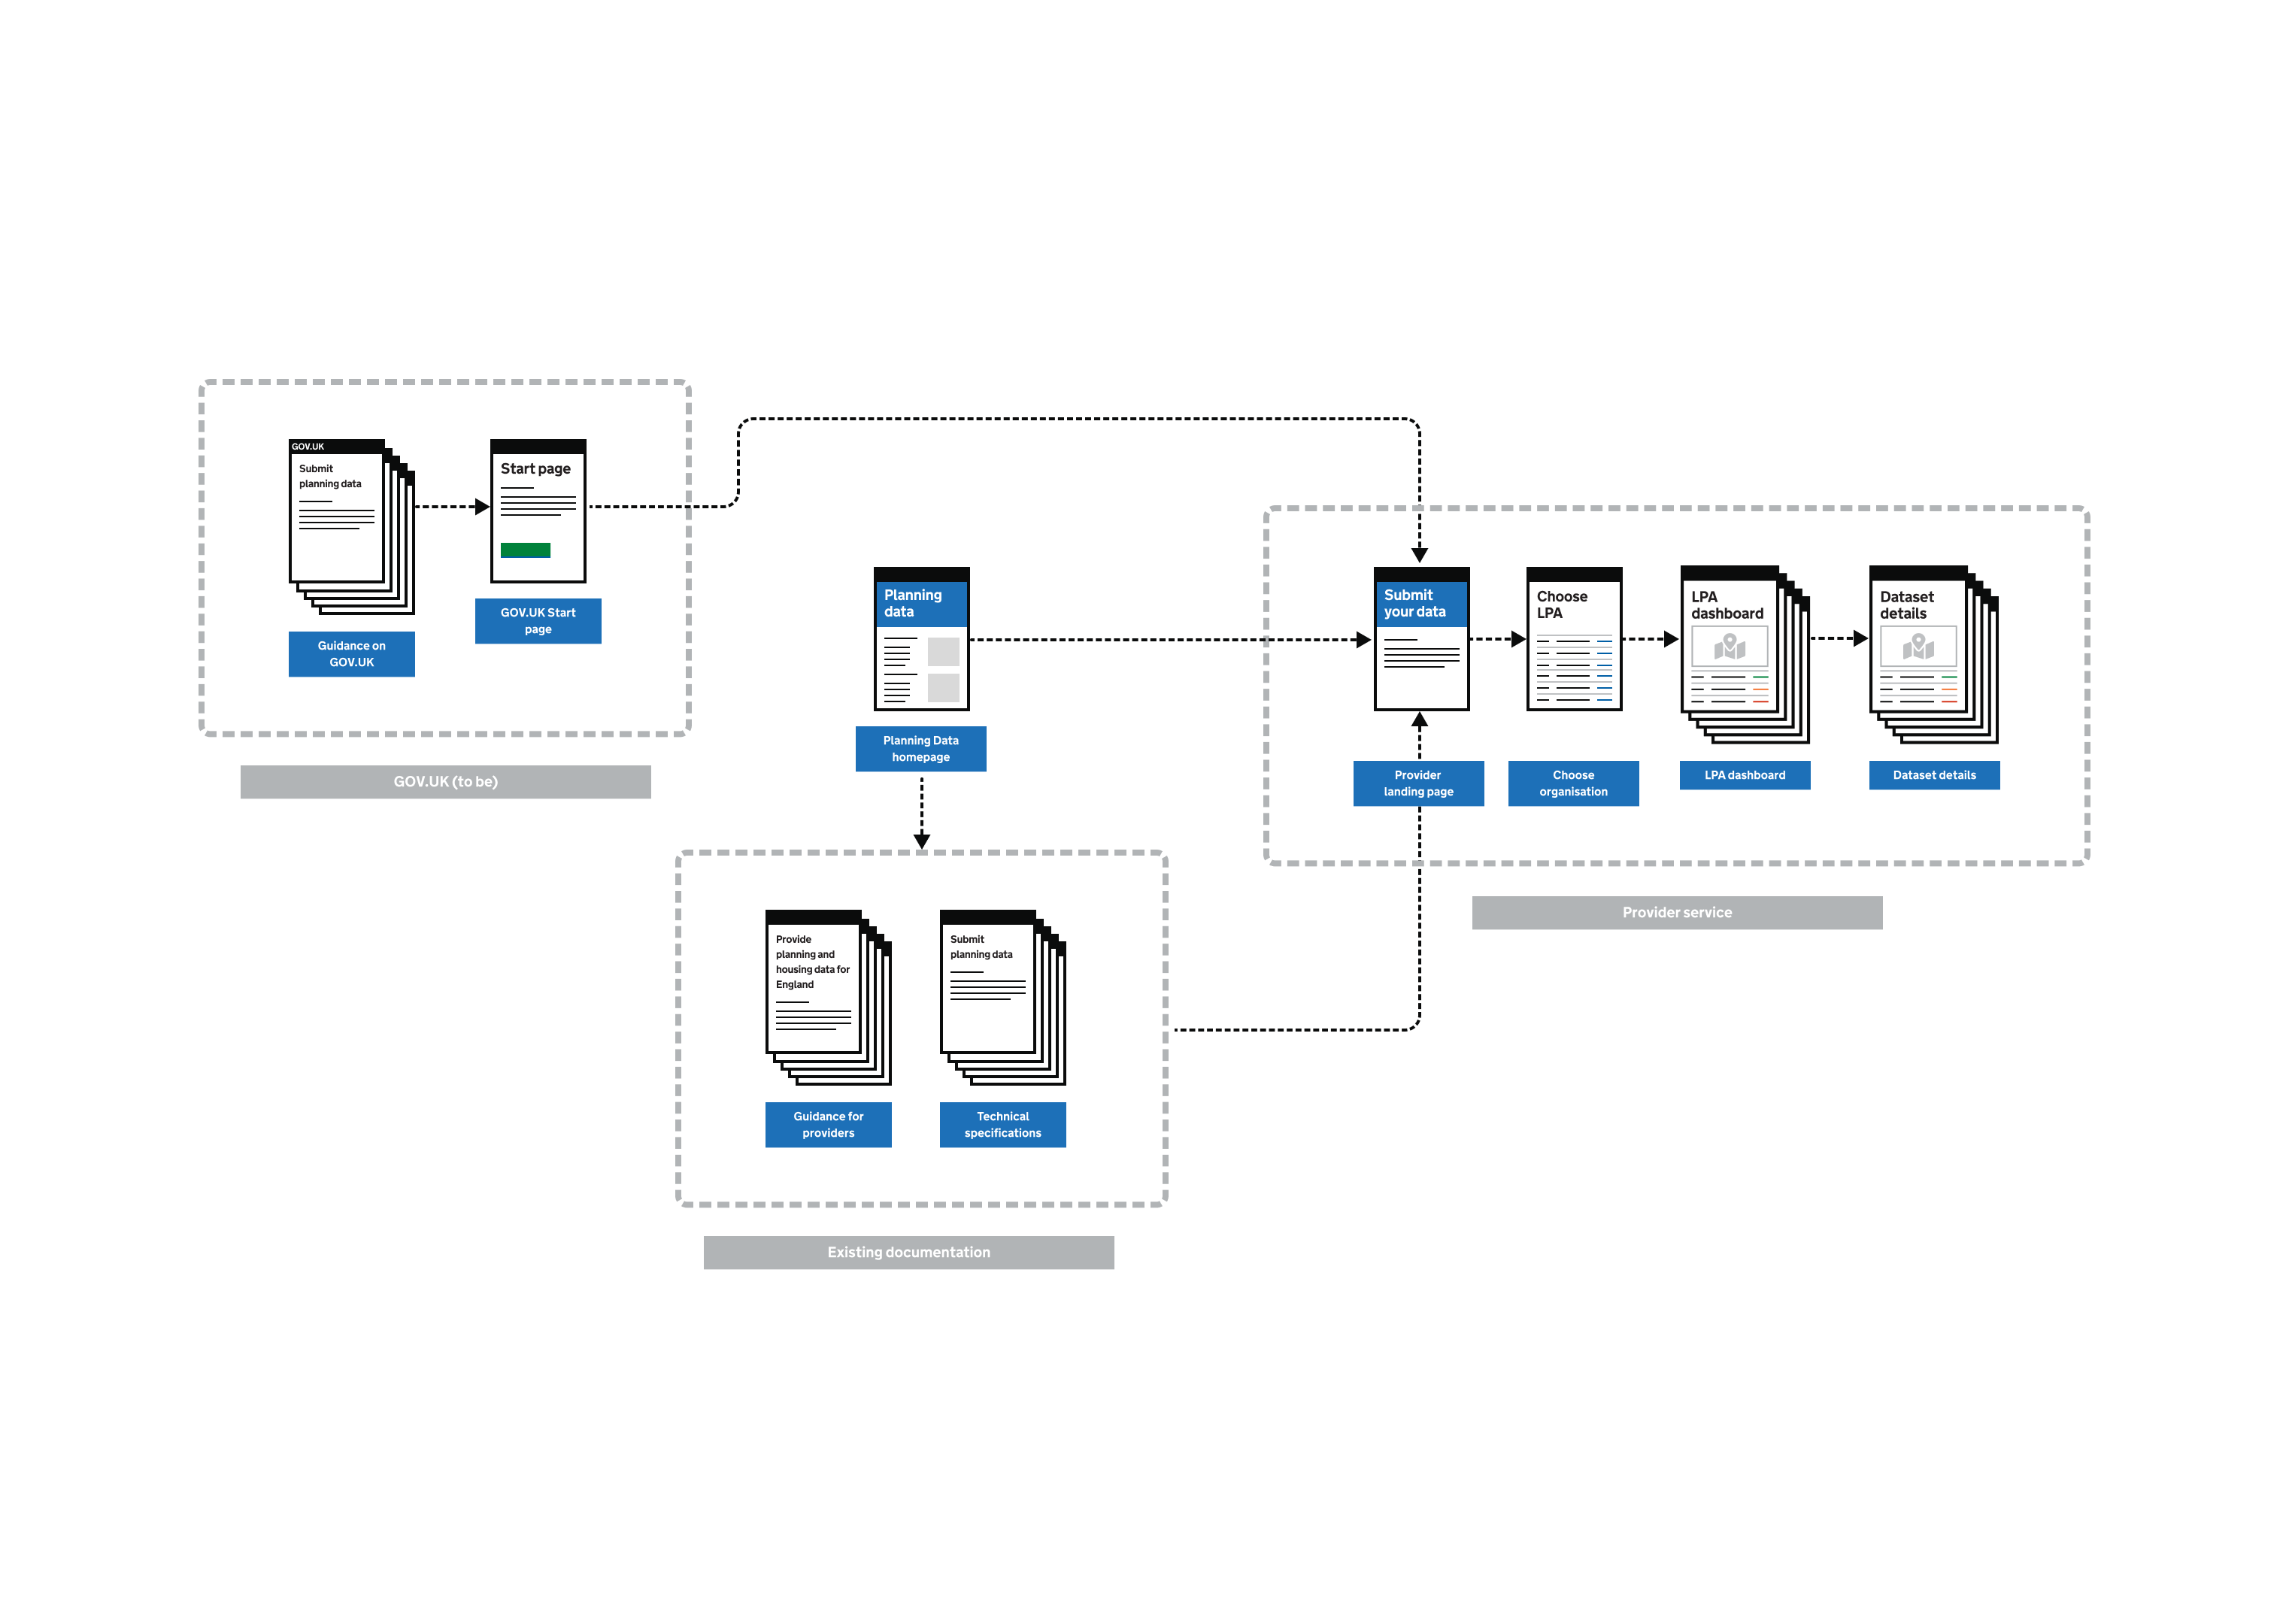 GOV.UK
Submit
planning data
Guidance on
GOV.UK
Start page
GOV.UK Start
page
GOV.UK (to be)
Planning
data
Planning Data
homepage
Provide
planning and
housing data for
England
Guidance for
providers
Submit
planning data
Technical
specifications
Existing documentation
Submit
your data
Provider
landing page
Choose
LPA
Choose
organisation
LPA
dashboard
LPA dashboard
Dataset
details
Dataset details
Provider service